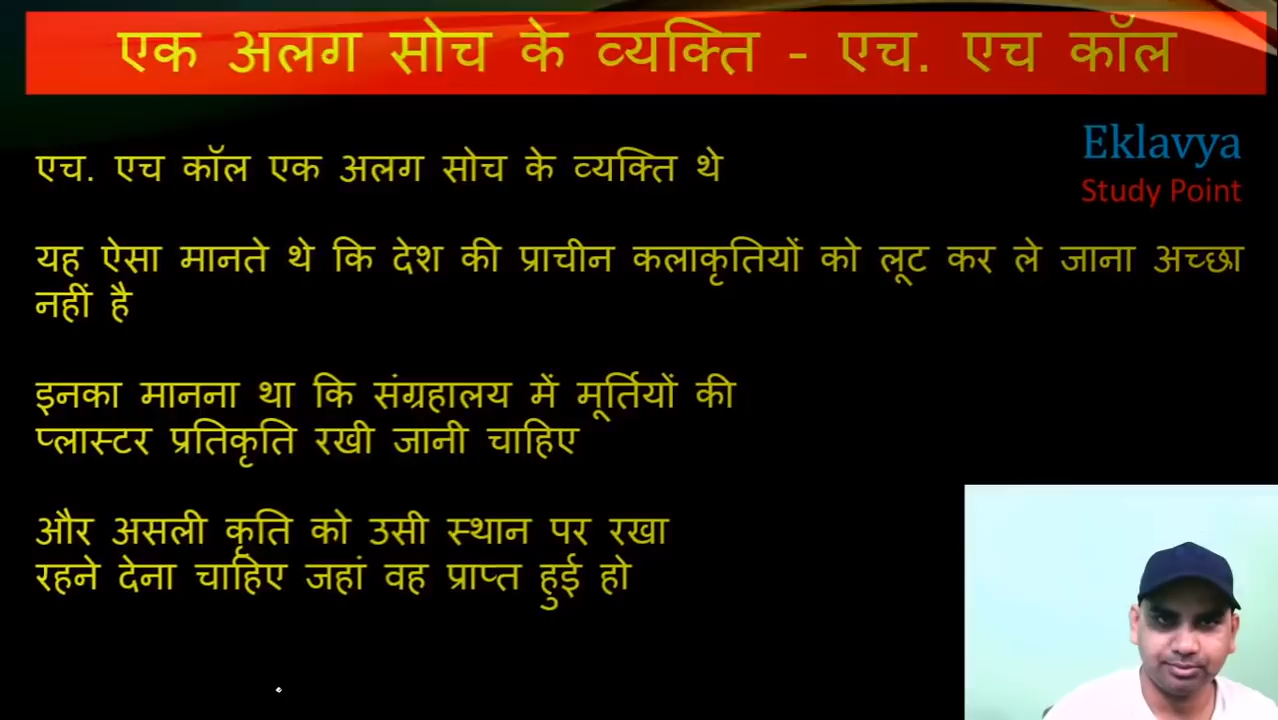 एक अलग सोच के व्यक्ति - एच. एच कॉल
Eklavya
Study Point
एच. एच कॉल एक अलग सोच के व्यक्ति थे
यह ऐसा मानते थे कि देश की प्राचीन कलाकृतियों को लूट कर ले जाना अच्छा
नहीं है
इनका मानना था कि संग्रहालय में मूर्तियों की
प्लास्टर प्रतिकृति रखी जानी चाहिए
और असली कृति को उसी स्थान पर रखा
रहने देना चाहिए जहां वह प्राप्त हुई हो